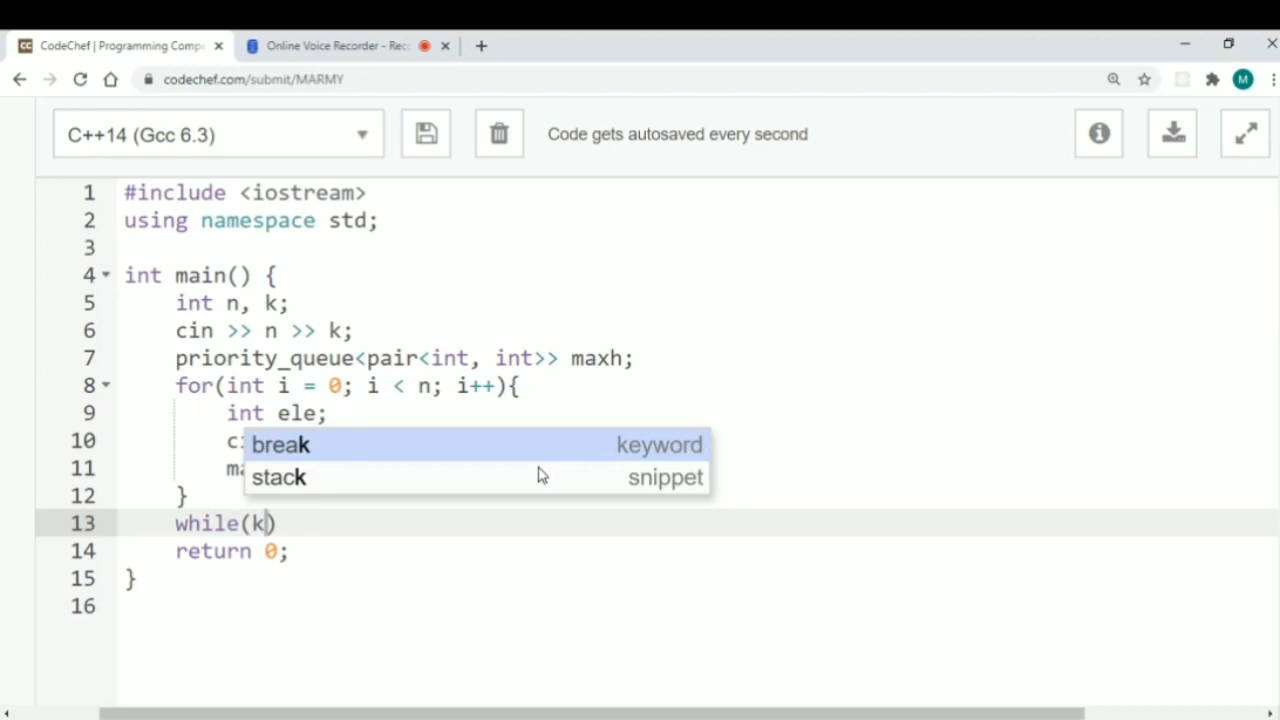 CodeChef | Programming Compe
Online Voice Recorder - Rec
codechef.com/submit/MARMY
M
C++14 (Gcc 6.3)
Code gets autosaved every second
1 #include <iostream>
2 using namespace std;
3
4 int main() {
5 int n, k;
6 cin >> n >> k;
7 priority_queue<pair<int, int>> maxh;
8 for(int i = 0; i < n; i++){
9 int ele;
10
break keyword
11
stack snippet
12 }
13 while(k)
14 return 0;
15 }
16